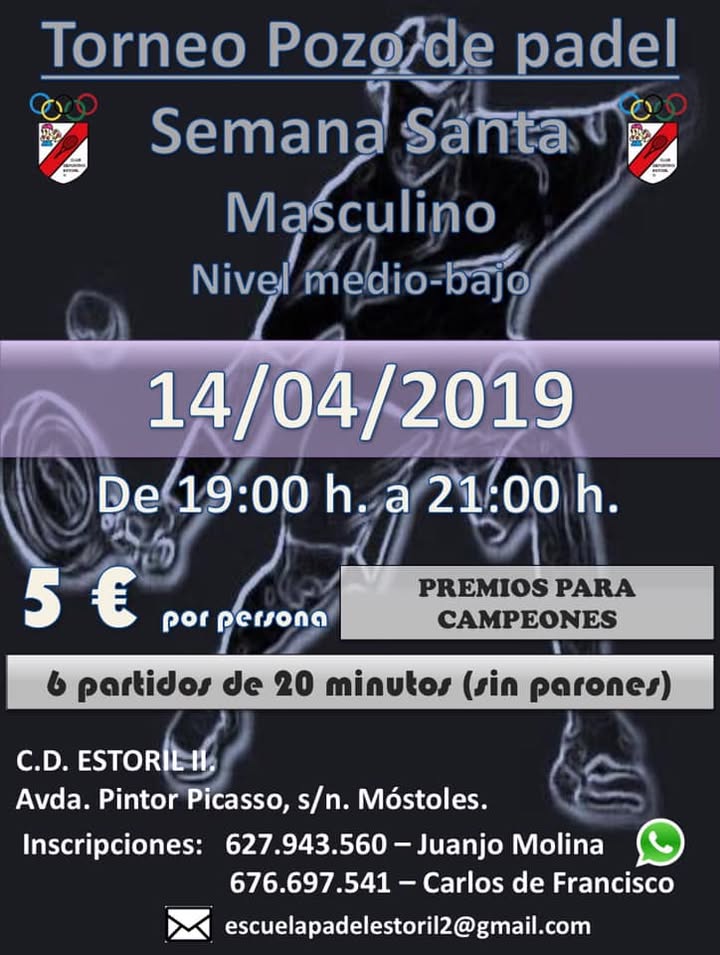 Torneo Pozo de padel
Semana Santa
Masculino
Nivel medio-bajo
14/04/2019
De 19:00 h. a 21:00 h.
5 € por persona
PREMIOS PARA
CAMPEONES
6 partidos de 20 minutos (sin parones)
C.D. ESTORIL II.
Avda. Pintor Picasso, s/n. Móstoles.
Inscripciones: 627.943.560 – Juanjo Molina
676.697.541 – Carlos de Francisco
escuelapadelestoril2@gmail.com